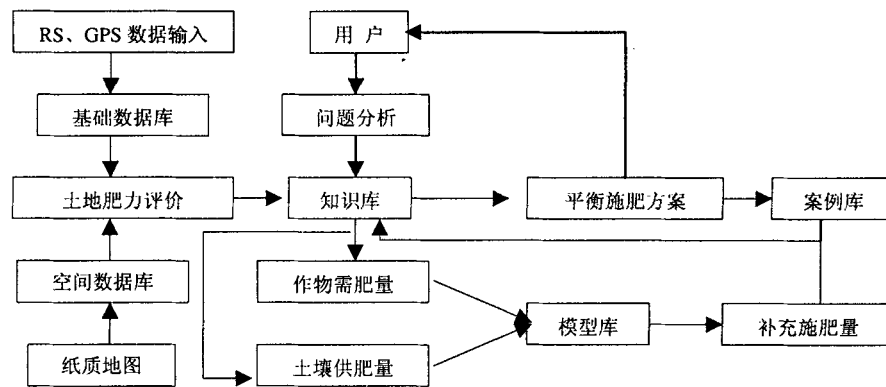 RS、GPS 数据输入
用 户
基础数据库
问题分析
土地肥力评价
知识库
平衡施肥方案
案例库
空间数据库
作物需肥量
模型库
补充施肥量
纸质地图
土壤供肥量